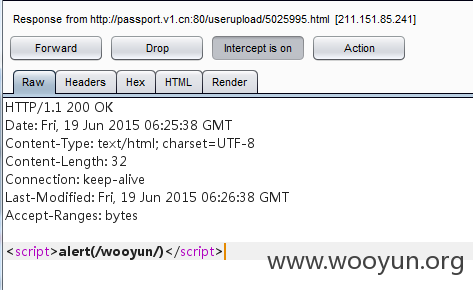 Response from http://passport.v1.cn:80/userupload/5025995.html [211.151.85.241]
Forward Drop Intercept is on Action
Raw Headers Hex HTML Render
HTTP/1.1 200 OK
Date: Fri, 19 Jun 2015 06:25:38 GMT
Content-Type: text/html; charset=UTF-8
Content-Length: 32
Connection: keep-alive
Last-Modified: Fri, 19 Jun 2015 06:26:38 GMT
Accept-Ranges: bytes
<script>alert(/wooyun/)</script>
www.wooyun.org